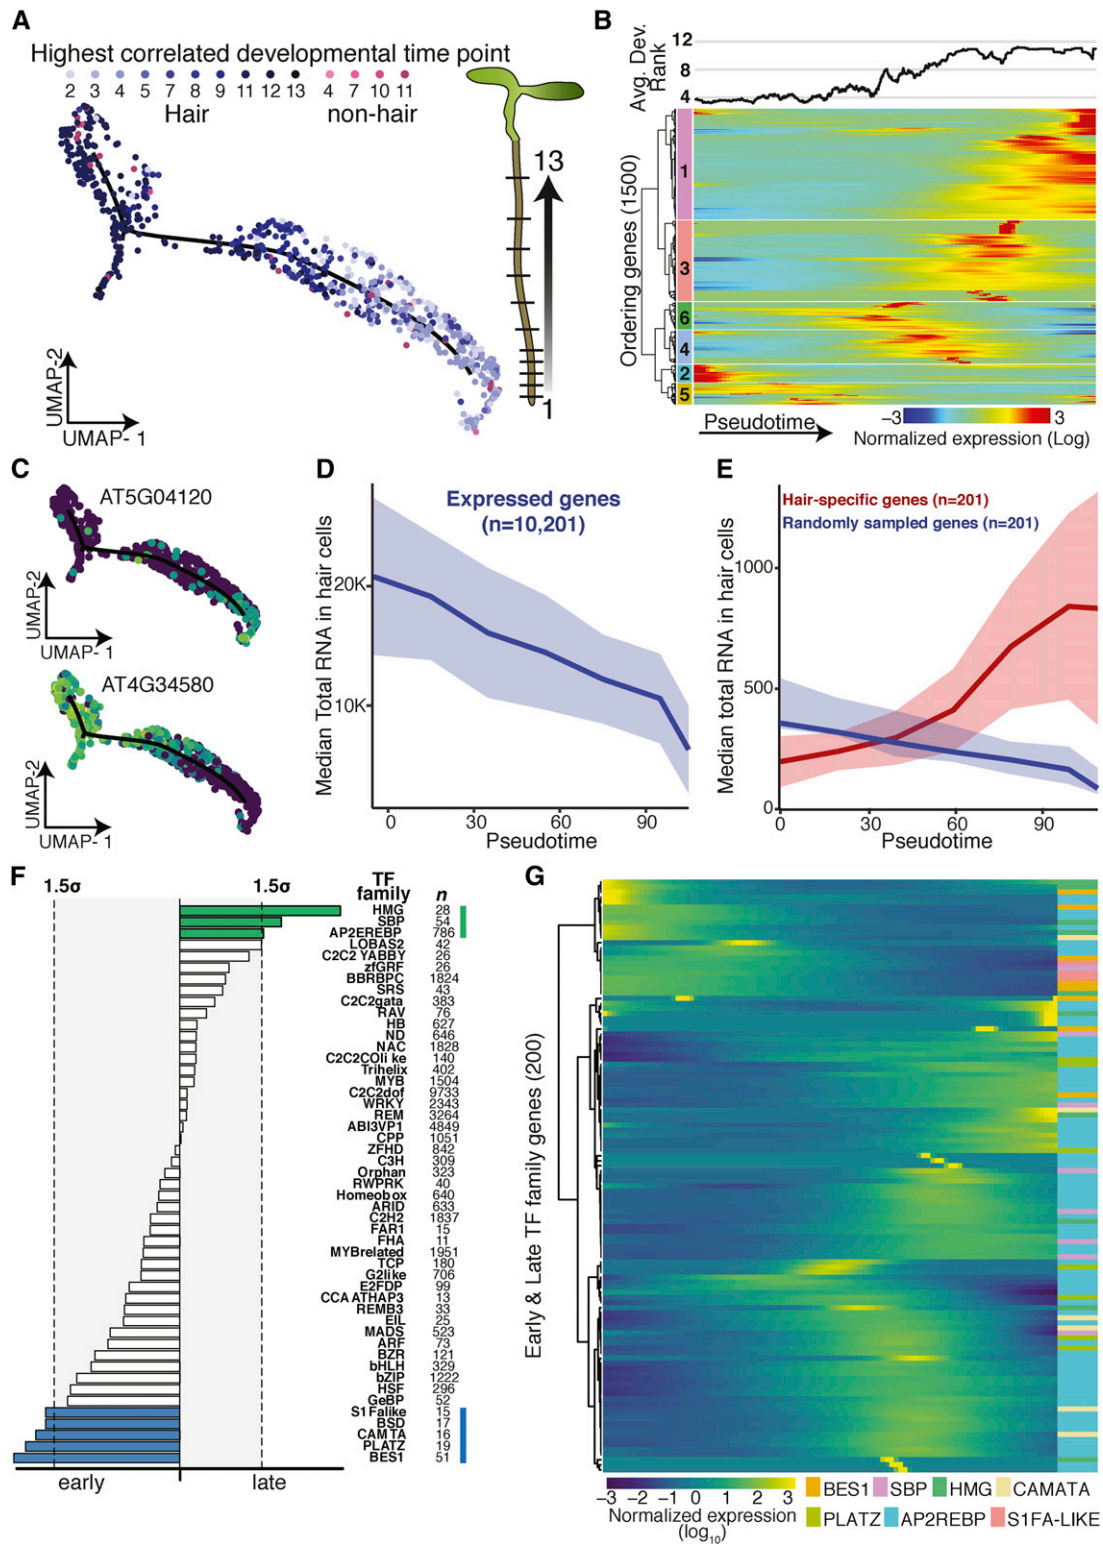 A
Highest correlated developmental time point
2 3 4 5 7 8 9 11 12 13 4 7 10 11
Hair non-hair
13
1
UMAP-2
UMAP- 1
B
Avg. Dev.
Rank
12
8
4
Ordering genes (1500)
1
3
6
4
2
5
Pseudotime
−3 3
Normalized expression (Log)
C
AT5G04120
UMAP-2
UMAP- 1
AT4G34580
UMAP-2
UMAP- 1
D
Expressed genes
(n=10,201)
Median Total RNA in hair cells
20K
10K
0 30 60 90
Pseudotime
E
Hair-specific genes (n=201)
Randomly sampled genes (n=201)
Median total RNA in hair cells
1000
500
0
0 30 60 90
Pseudotime
F
1.5σ 1.5σ
TF
family n
HMG 28
SBP 54
AP2EREBP 786
LOBAS2 42
C2C2 YABBY 26
zfGRF 26
BBRBPC 1824
SRS 43
C2C2gata 383
RAV 76
HB 627
ND 646
NAC 1828
C2C2COli ke 140
Trihelix 402
MYB 1504
C2C2dof 9733
WRKY 2343
REM 3264
ABI3VP1 4849
CPP 1051
ZFHD 842
C3H 309
Orphan 323
RWPRK 40
Homeobox 640
ARID 633
C2H2 1837
FAR1 15
FHA 11
MYBrelated 1951
TCP 180
G2like 706
E2FDP 99
CCAATHAP3 13
REMB3 33
EIL 25
MADS 523
ARF 73
BZR 121
bHLH 329
bZIP 1222
HSF 296
GeBP 52
S1Falike 15
BSD 17
CAMTA 16
PLATZ 19
BES1 51
early late
G
Early & Late TF family genes (200)
−3 −2 −1 0 1 2 3
Normalized expression
(log10)
BES1 SBP HMG CAMATA
PLATZ AP2REBP S1FA-LIKE